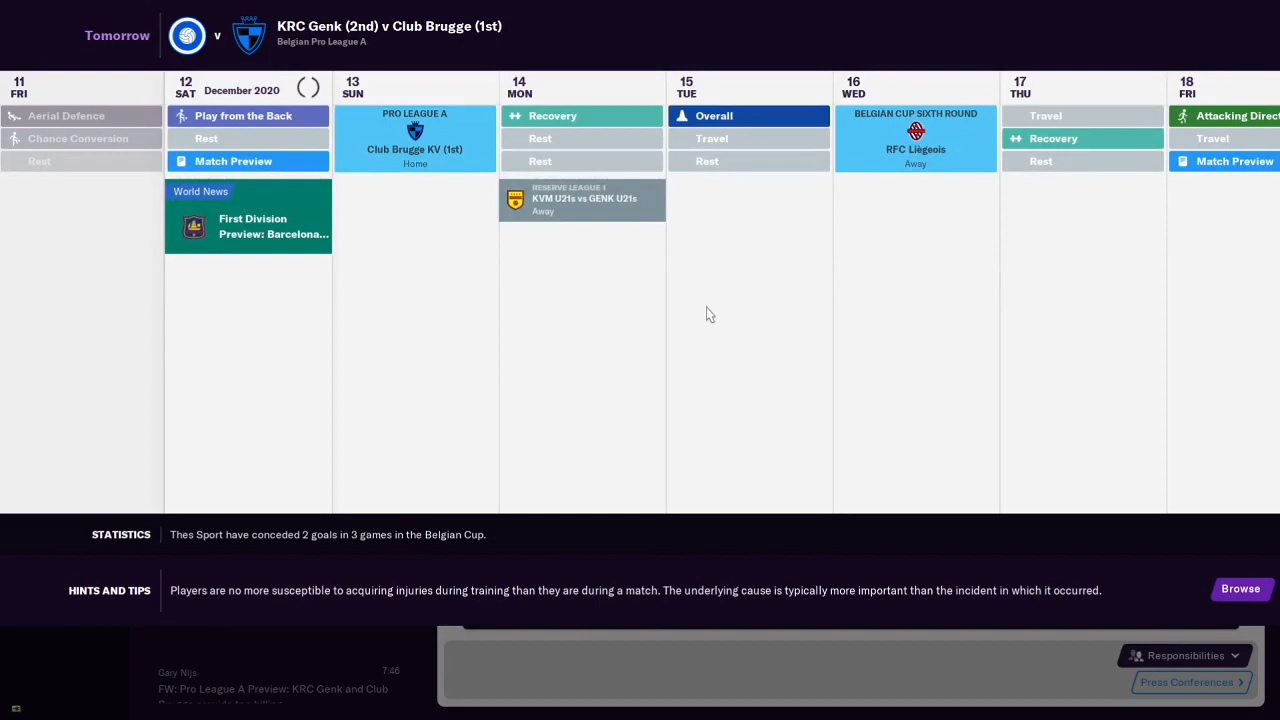 Tomorrow
v
KRC Genk (2nd) v Club Brugge (1st)
Belgian Pro League A
11
FRI
Aerial Defence
Chance Conversion
Rest
12
SAT
December 2020
Play from the Back
Rest
Match Preview
World News
First Division
Preview: Barcelona...
13
SUN
PRO LEAGUE A
Club Brugge KV (1st)
Home
14
MON
Recovery
Rest
Rest
RESERVE LEAGUE 1
KVM U21s vs GENK U21s
Away
15
TUE
Overall
Travel
Rest
16
WED
BELGIAN CUP SIXTH ROUND
RFC Liègeois
Away
17
THU
Travel
Recovery
Rest
18
FRI
Attacking Direct
Travel
Match Preview
STATISTICS
Thes Sport have conceded 2 goals in 3 games in the Belgian Cup.
HINTS AND TIPS
Players are no more susceptible to acquiring injuries during training than they are during a match. The underlying cause is typically more important than the incident in which it occurred.
Browse
Gary Nijs
7:46
FW: Pro League A Preview: KRC Genk and Club
Responsibilities
Press Conferences